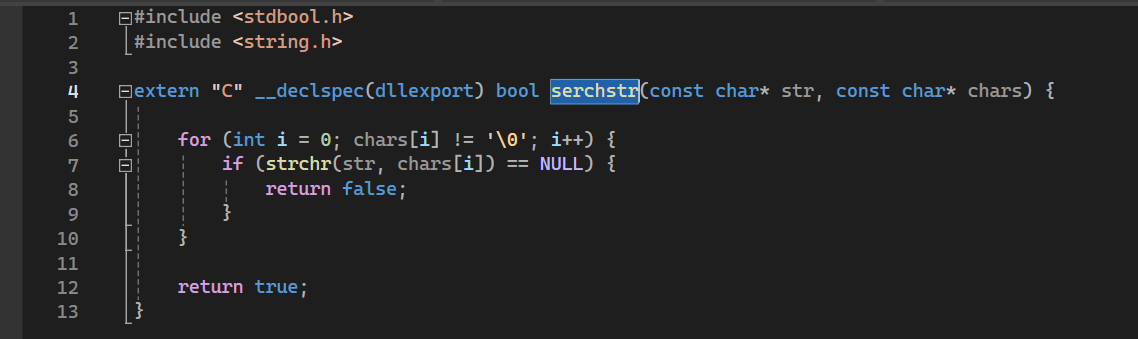 1 #include <stdbool.h>
2 #include <string.h>
3
4 extern "C" __declspec(dllexport) bool serchstr(const char* str, const char* chars) {
5
6 for (int i = 0; chars[i] != '\0'; i++) {
7 if (strchr(str, chars[i]) == NULL) {
8 return false;
9 }
10 }
11
12 return true;
13 }